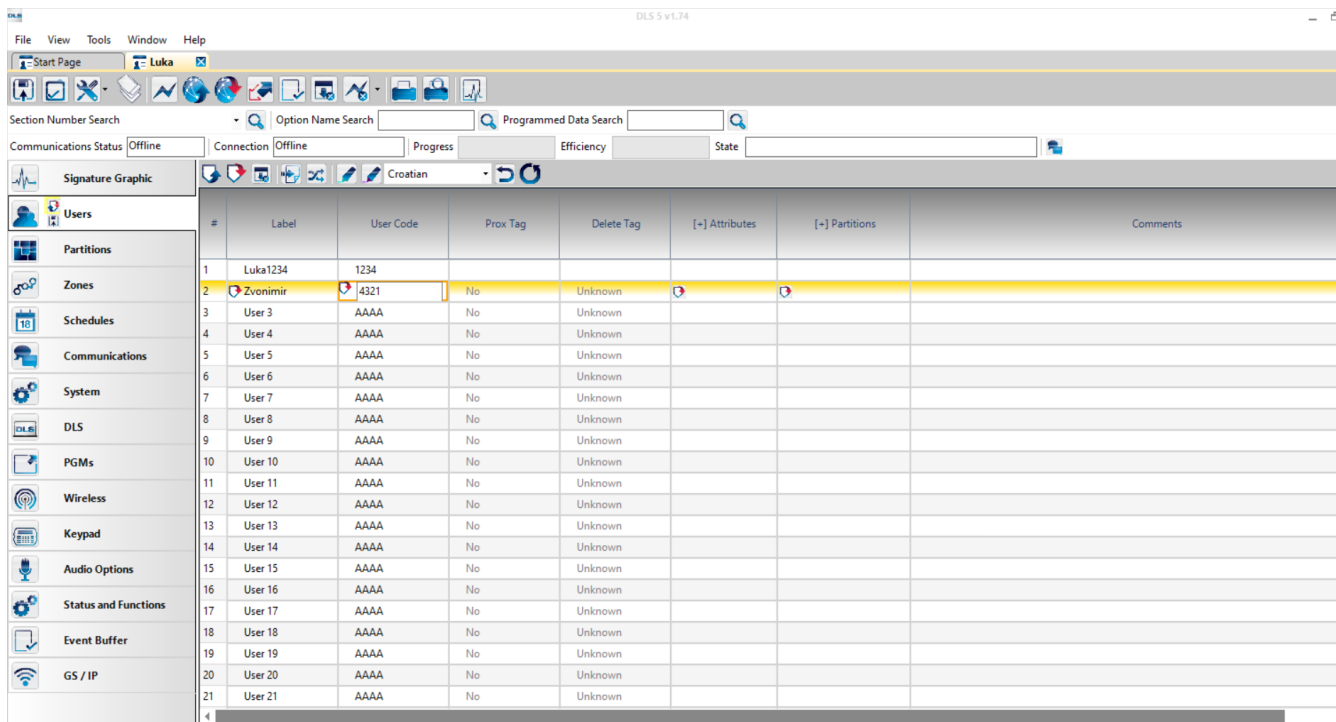 DLS
DLS 5 v1.74
File View Tools Window Help
Start Page Luka
Section Number Search Option Name Search Programmed Data Search
Communications Status Offline Connection Offline Progress Efficiency State
Signature Graphic Croatian
Users
# Label User Code Prox Tag Delete Tag [+] Attributes [+] Partitions Comments
Partitions
1 Luka1234 1234
Zones
2 Zvonimir 4321 No Unknown
3 User 3 AAAA No Unknown
18 Schedules
4 User 4 AAAA No Unknown
Communications
5 User 5 AAAA No Unknown
6 User 6 AAAA No Unknown
System
7 User 7 AAAA No Unknown
8 User 8 AAAA No Unknown
DLS DLS
9 User 9 AAAA No Unknown
PGMs
10 User 10 AAAA No Unknown
11 User 11 AAAA No Unknown
Wireless
12 User 12 AAAA No Unknown
13 User 13 AAAA No Unknown
Keypad
14 User 14 AAAA No Unknown
Audio Options
15 User 15 AAAA No Unknown
16 User 16 AAAA No Unknown
Status and Functions
17 User 17 AAAA No Unknown
18 User 18 AAAA No Unknown
Event Buffer
19 User 19 AAAA No Unknown
GS / IP
20 User 20 AAAA No Unknown
21 User 21 AAAA No Unknown